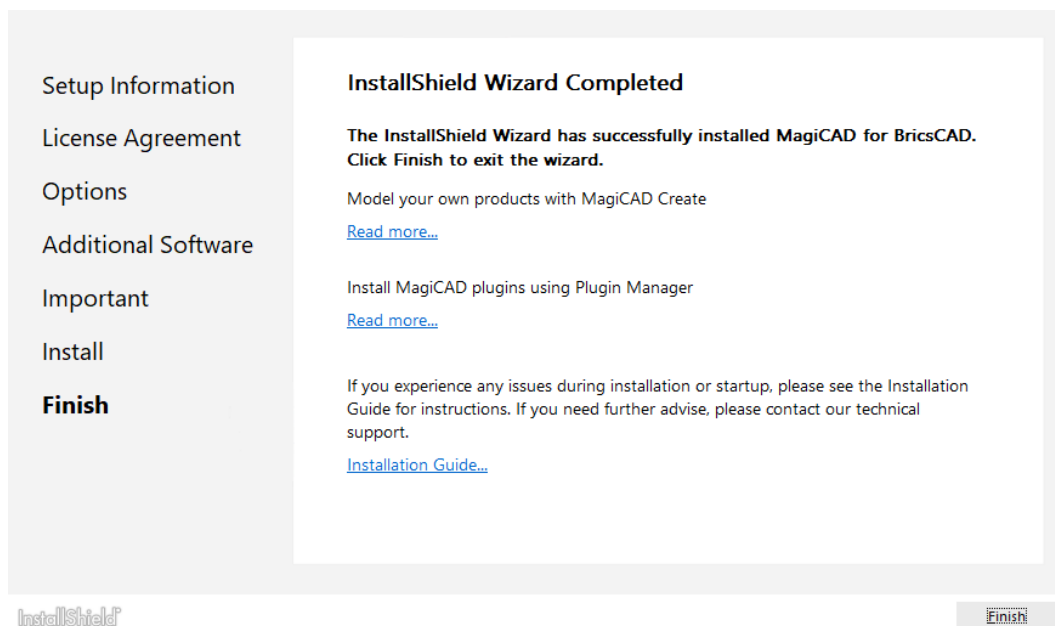 Setup Information
License Agreement
Options
Additional Software
Important
Install
Finish
InstallShield Wizard Completed
The InstallShield Wizard has successfully installed MagiCAD for BricsCAD.
Click Finish to exit the wizard.
Model your own products with MagiCAD Create
Read more...
Install MagiCAD plugins using Plugin Manager
Read more...
If you experience any issues during installation or startup, please see the Installation
Guide for instructions. If you need further advise, please contact our technical
support.
Installation Guide...
InstallShield
Finish